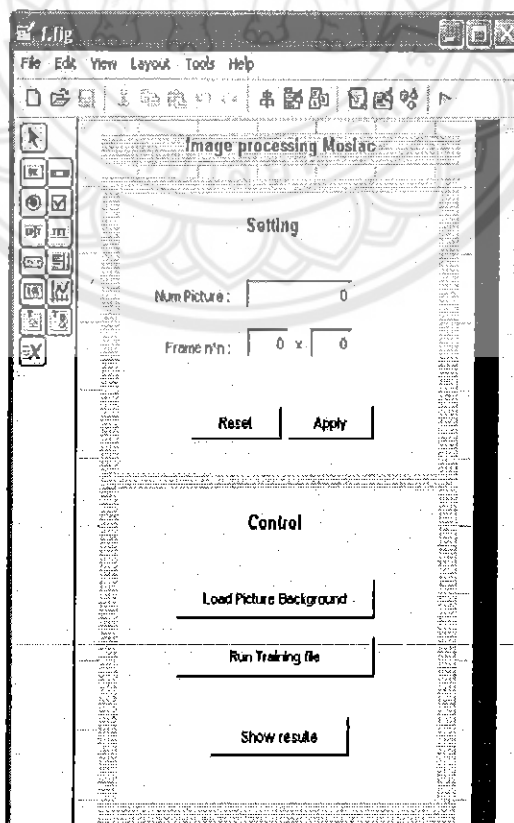 f.fig
File Edit View Layout Tools Help
Image processing Mosiac
Setting
Num Picture : 0
Frame n*n : 0 x 0
Reset Apply
Control
Load Picture Background
Run Training file
Show results